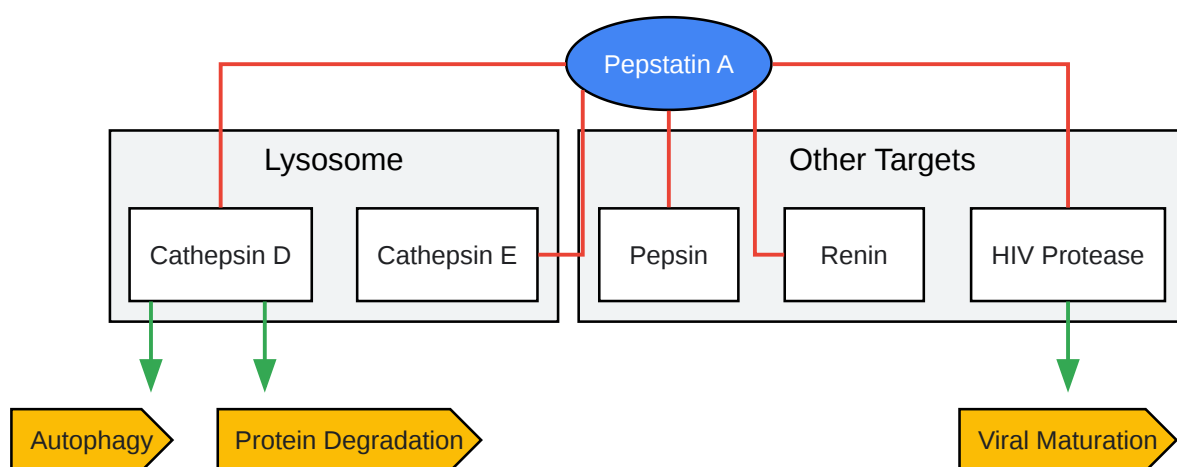 Pepstatin A
Lysosome
Other Targets
Cathepsin D
Cathepsin E
Pepsin
Renin
HIV Protease
Autophagy
Protein Degradation
Viral Maturation